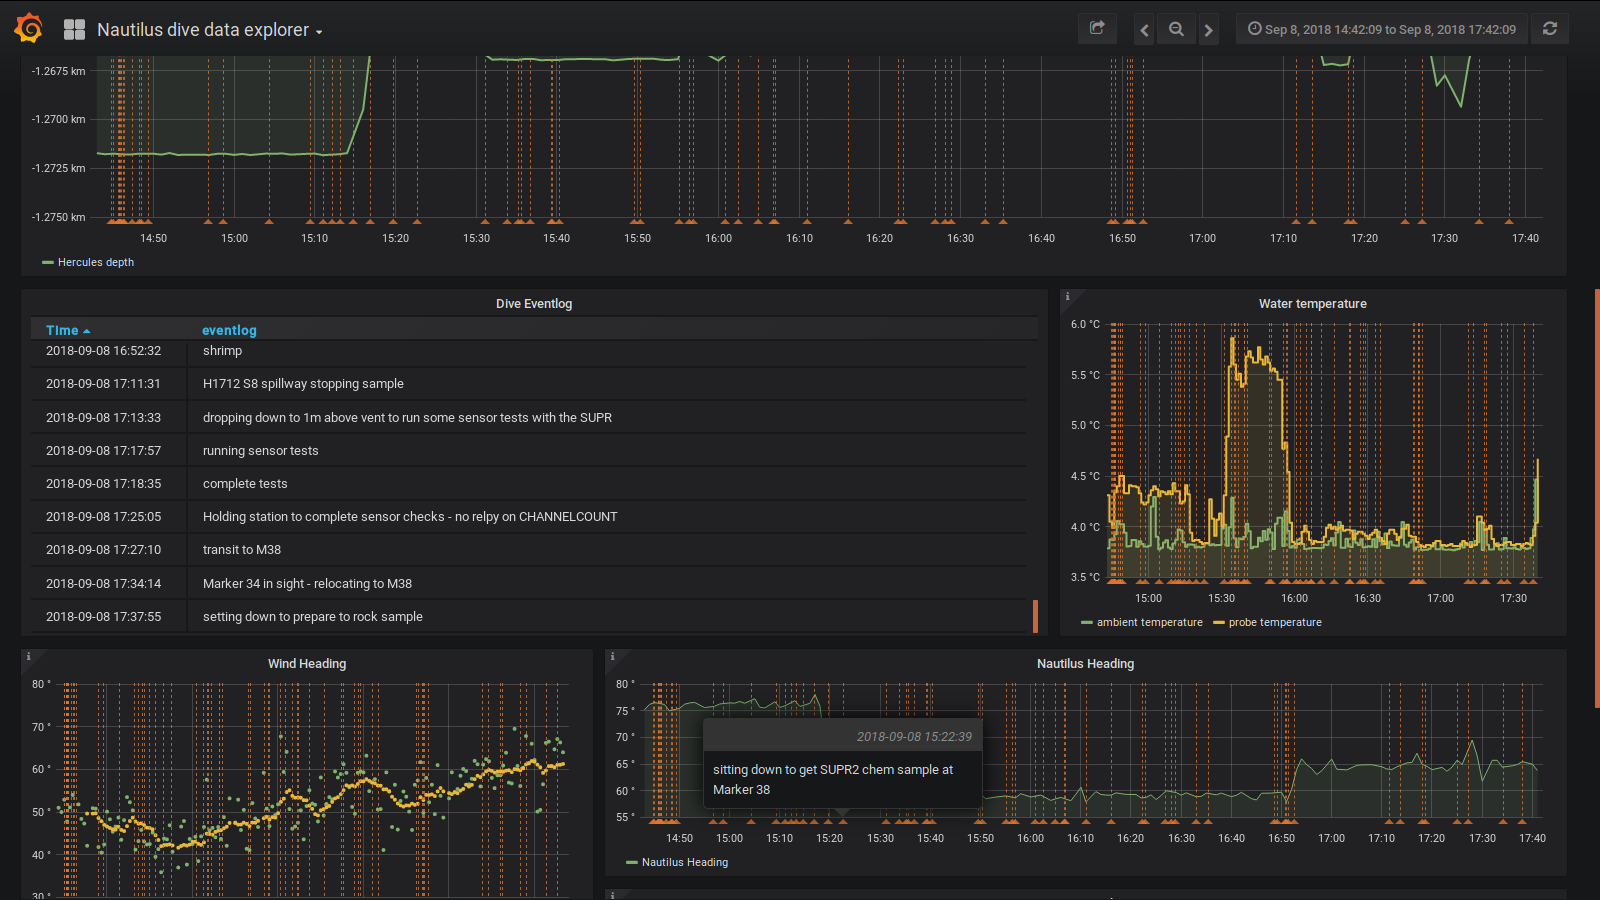 Nautilus dive data explorer
Sep 8, 2018 14:42:09 to Sep 8, 2018 17:42:09
-1.2675 km
-1.2700 km
-1.2725 km
-1.2750 km
14:50 15:00 15:10 15:20 15:30 15:40 15:50 16:00 16:10 16:20 16:30 16:40 16:50 17:00 17:10 17:20 17:30 17:40
Hercules depth
Dive Eventlog
Time eventlog
2018-09-08 16:52:32 shrimp
2018-09-08 17:11:31 H1712 S8 spillway stopping sample
2018-09-08 17:13:33 dropping down to 1m above vent to run some sensor tests with the SUPR
2018-09-08 17:17:57 running sensor tests
2018-09-08 17:18:35 complete tests
2018-09-08 17:25:05 Holding station to complete sensor checks - no relpy on CHANNELCOUNT
2018-09-08 17:27:10 transit to M38
2018-09-08 17:34:14 Marker 34 in sight - relocating to M38
2018-09-08 17:37:55 setting down to prepare to rock sample
i
Water temperature
6.0 °C
5.5 °C
5.0 °C
4.5 °C
4.0 °C
3.5 °C
15:00 15:30 16:00 16:30 17:00 17:30
ambient temperature probe temperature
i
Wind Heading
80 °
70 °
60 °
50 °
40 °
30 °
i
Nautilus Heading
80 °
75 °
70 °
65 °
60 °
55 °
2018-09-08 15:22:39
sitting down to get SUPR2 chem sample at
Marker 38
14:50 15:00 15:10 15:20 15:30 15:40 15:50 16:00 16:10 16:20 16:30 16:40 16:50 17:00 17:10 17:20 17:30 17:40
Nautilus Heading
i